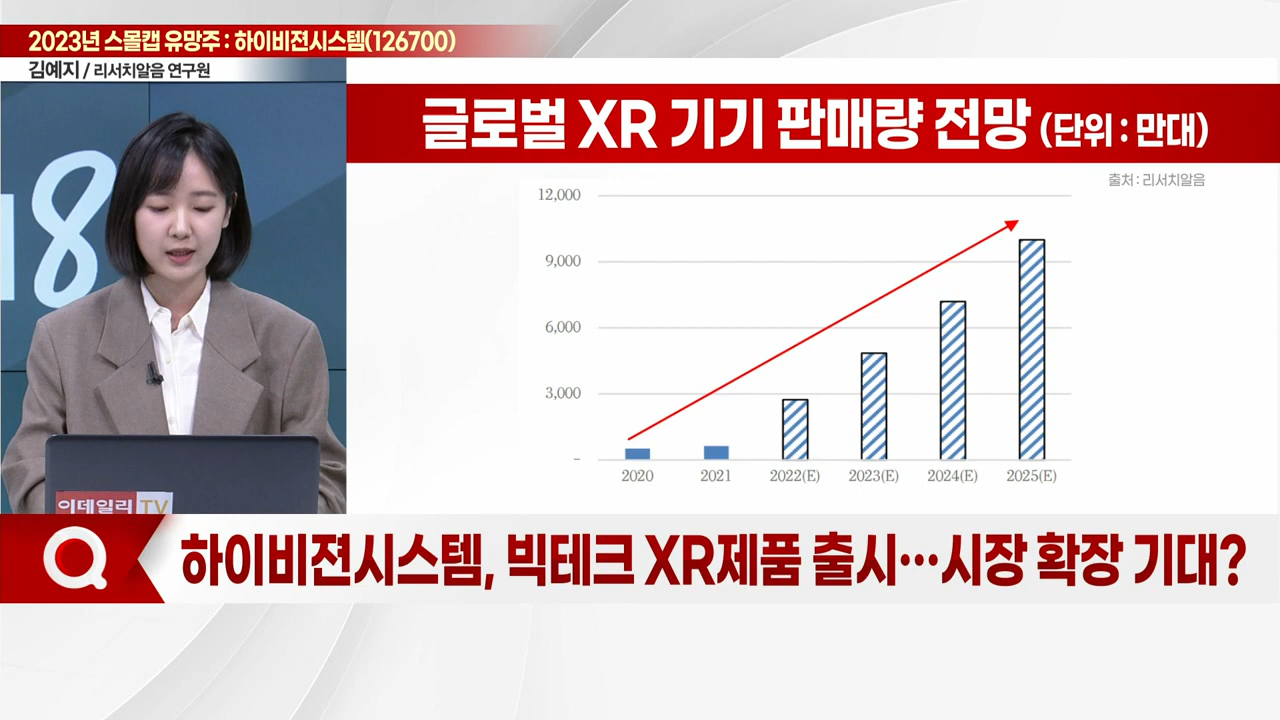 2023년 스몰캡 유망주 : 하이비젼시스템(126700)
김예지 / 리서치알음 연구원
8
글로벌 XR 기기 판매량 전망 (단위 : 만대)
출처 : 리서치알음
12,000
9,000
6,000
3,000
-
2020 2021 2022(E) 2023(E) 2024(E) 2025(E)
이데일리 TV
하이비젼시스템, 빅테크 XR제품 출시…시장 확장 기대?